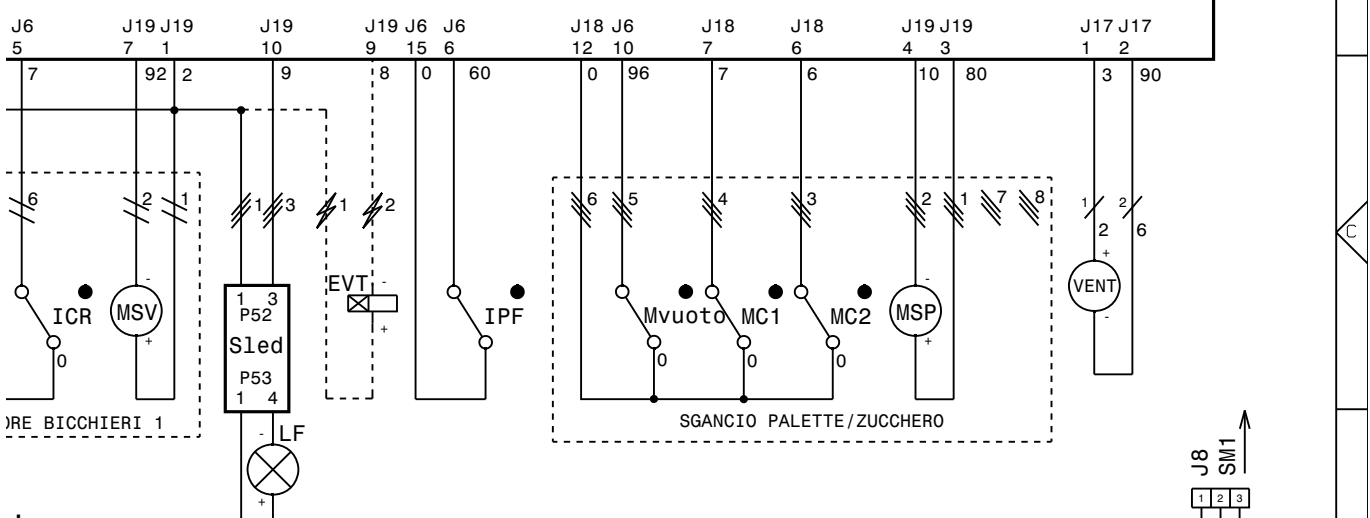 J6 J19 J19 J19 J19 J6 J6 J18 J6 J18 J18 J19 J19 J17 J17
5 7 1 10 9 15 6 12 10 7 6 4 3 1 2
7 92 2 9 8 0 60 0 96 7 6 10 80 3 90
6 2 1 1 3 1 2 6 5 4 3 2 1 7 8 1 2
2 6
C
+
EVT - - -
1 3
P52
ICR MSV Sled IPF Mvuoto MC1 MC2 MSP VENT
+ + + -
0 0 0 0
P53
1 4
ORE BICCHIERI 1
SGANCIO PALETTE/ZUCCHERO
- LF
+
J8 SM1
1 2 3